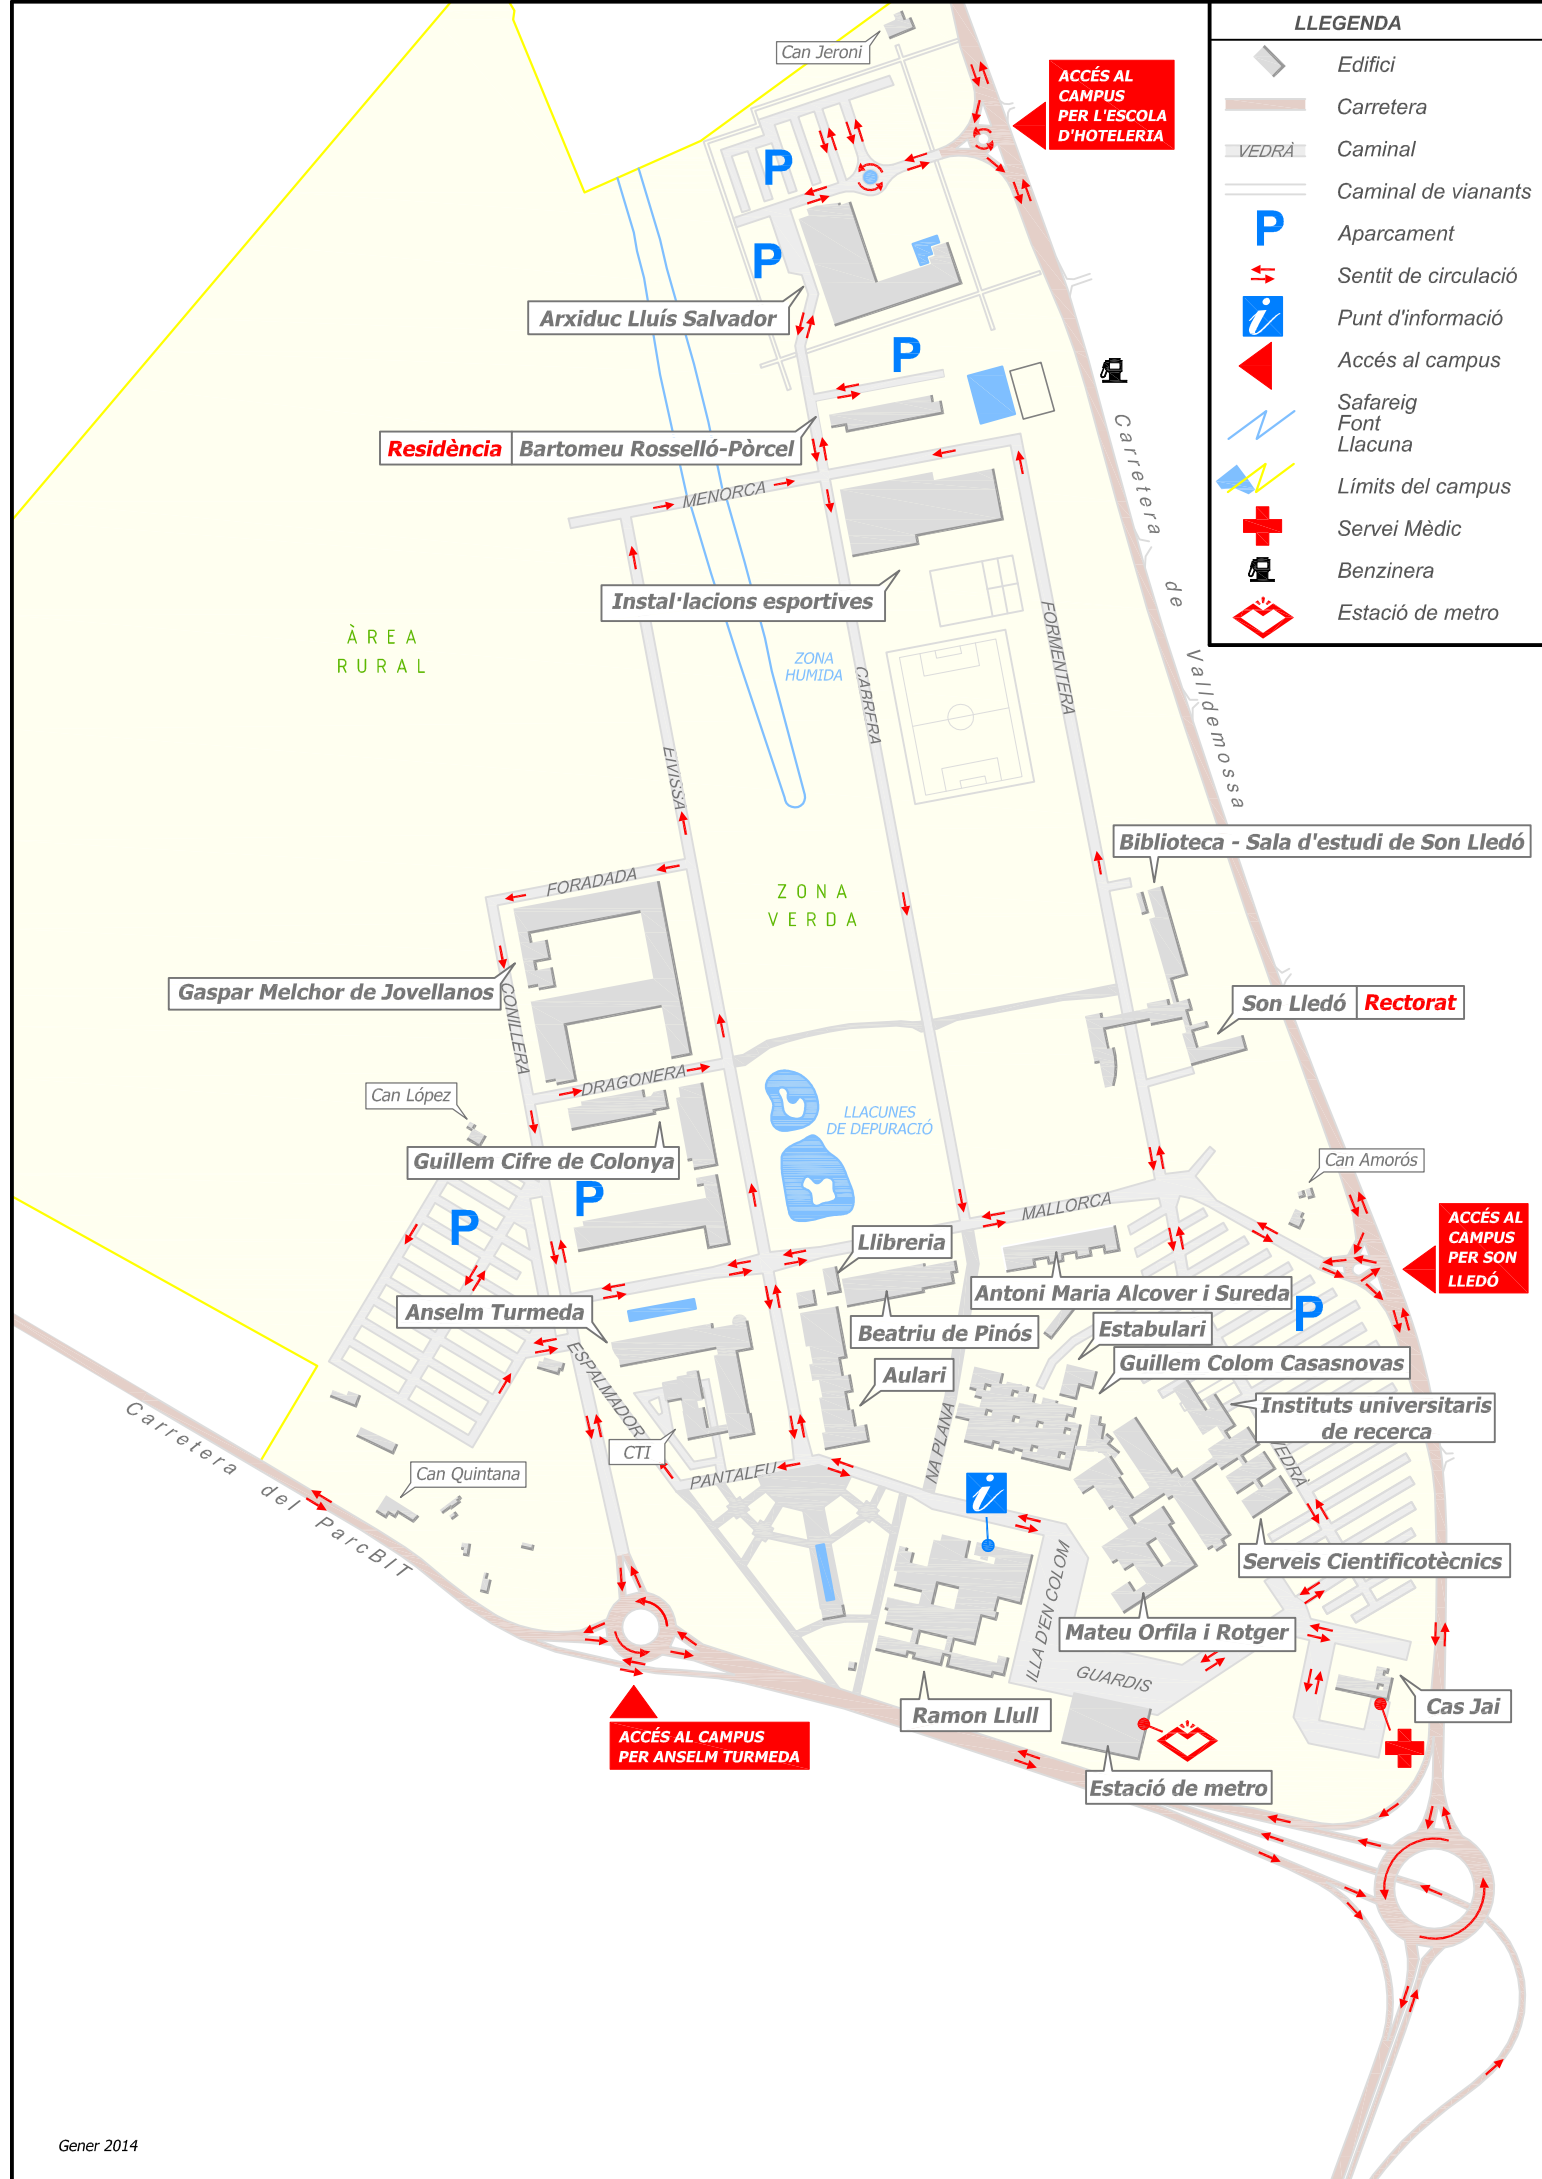 LLEGENDA
Edifici
Carretera
VEDRÀ
Caminal
Caminal de vianants
P
Aparcament
Sentit de circulació
i
Punt d'informació
Accés al campus
Safareig
Font
Llacuna
Límits del campus
Servei Mèdic
Benzinera
Estació de metro
Can Jeroni
ACCÉS AL
CAMPUS
PER L'ESCOLA
D'HOTELERIA
P
P
Arxiduc Lluís Salvador
P
Residència
Bartomeu Rosselló-Pòrcel
Carretera de Valldemossa
MENORCA
Instal·lacions esportives
FORMENTERA
ÀREA
RURAL
ZONA
HUMIDA
CABRERA
EIVISSA
Biblioteca - Sala d'estudi de Son Lledó
FORADADA
ZONA
VERDA
Gaspar Melchor de Jovellanos
CONILLERA
Son Lledó
Rectorat
DRAGONERA
Can López
LLACUNES
DE DEPURACIÓ
Guillem Cifre de Colonya
Can Amorós
P
P
MALLORCA
ACCÉS AL
CAMPUS
PER SON
LLEDÓ
Llibreria
Antoni Maria Alcover i Sureda
Anselm Turmeda
P
Beatriu de Pinós
Estabulari
ESPALMADOR
Guillem Colom Casasnovas
Aulari
Instituts universitaris
de recerca
NA PLANA
CTI
VEDRÀ
Can Quintana
PANTALEU
i
Carretera del ParcBIT
Serveis Cientificotècnics
ILLA D'EN COLOM
Mateu Orfila i Rotger
GUARDIS
Ramon Llull
Cas Jai
ACCÉS AL CAMPUS
PER ANSELM TURMEDA
Estació de metro
Gener 2014